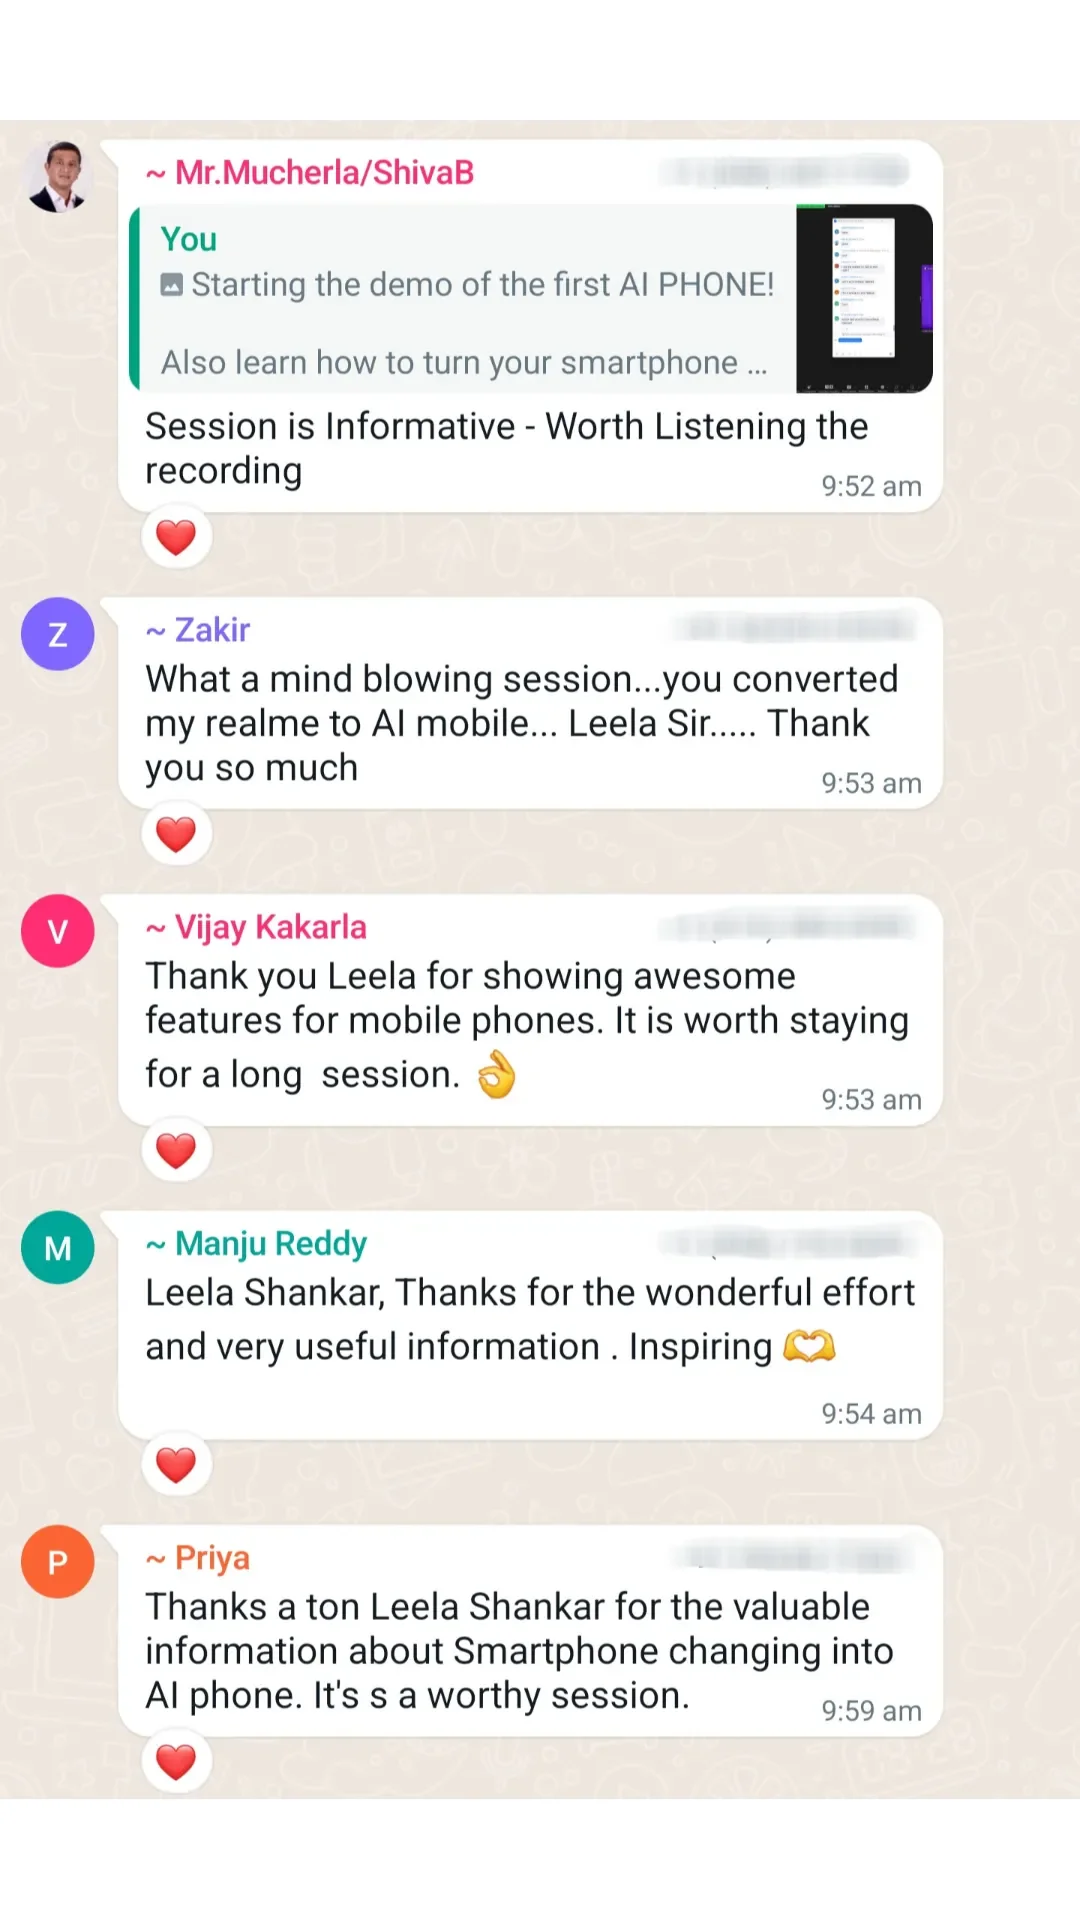 ~ Mr.Mucherla/ShivaB
You
Starting the demo of the first AI PHONE!
Also learn how to turn your smartphone ...
Session is Informative - Worth Listening the
recording
9:52 am
Z
~ Zakir
What a mind blowing session...you converted
my realme to AI mobile... Leela Sir..... Thank
you so much
9:53 am
V
~ Vijay Kakarla
Thank you Leela for showing awesome
features for mobile phones. It is worth staying
for a long  session. 👌
9:53 am
M
~ Manju Reddy
Leela Shankar, Thanks for the wonderful effort
and very useful information . Inspiring 🫶
9:54 am
P
~ Priya
Thanks a ton Leela Shankar for the valuable
information about Smartphone changing into
AI phone. It's s a worthy session.
9:59 am